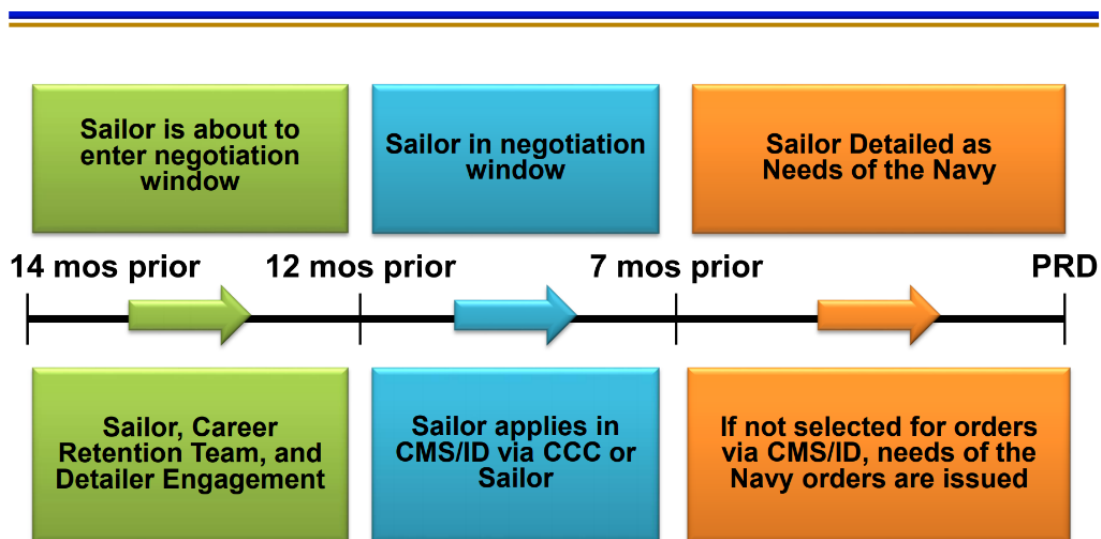 Sailor is about to
enter negotiation
window
Sailor in negotiation
window
Sailor Detailed as
Needs of the Navy
14 mos prior
12 mos prior
7 mos prior
PRD
Sailor, Career
Retention Team, and
Detailer Engagement
Sailor applies in
CMS/ID via CCC or
Sailor
If not selected for orders
via CMS/ID, needs of the
Navy orders are issued